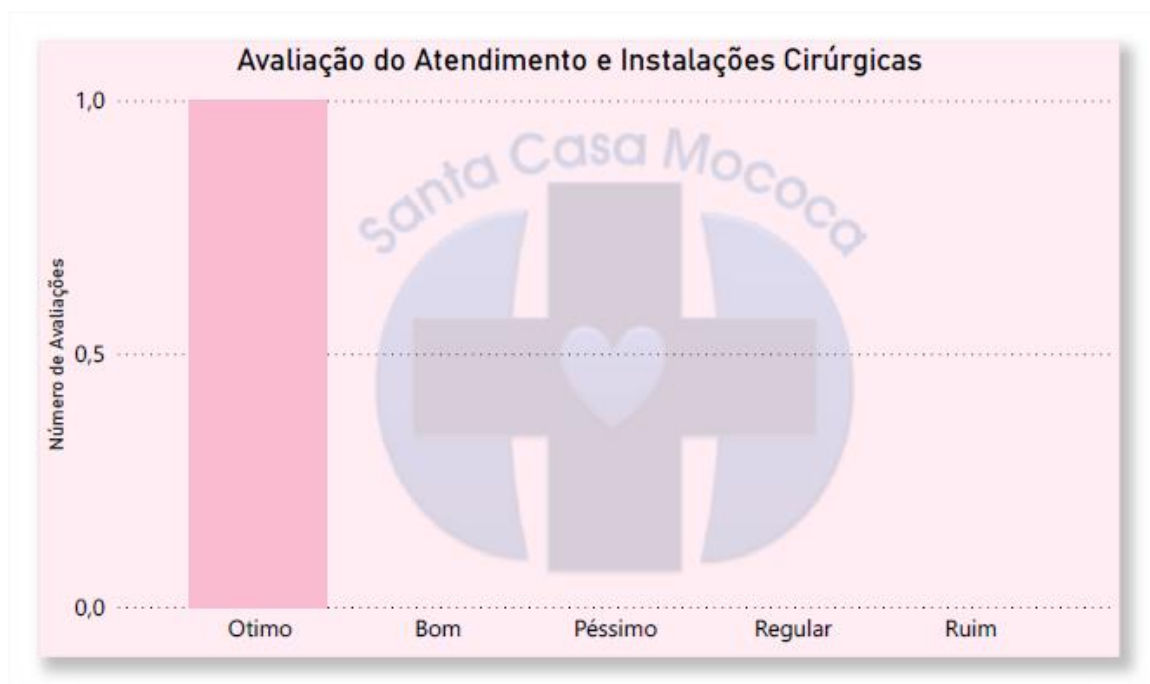 Avaliação do Atendimento e Instalações Cirúrgicas
Santa Casa Mococa
Número de Avaliações
1,0
0,5
0,0
Otimo Bom Péssimo Regular Ruim